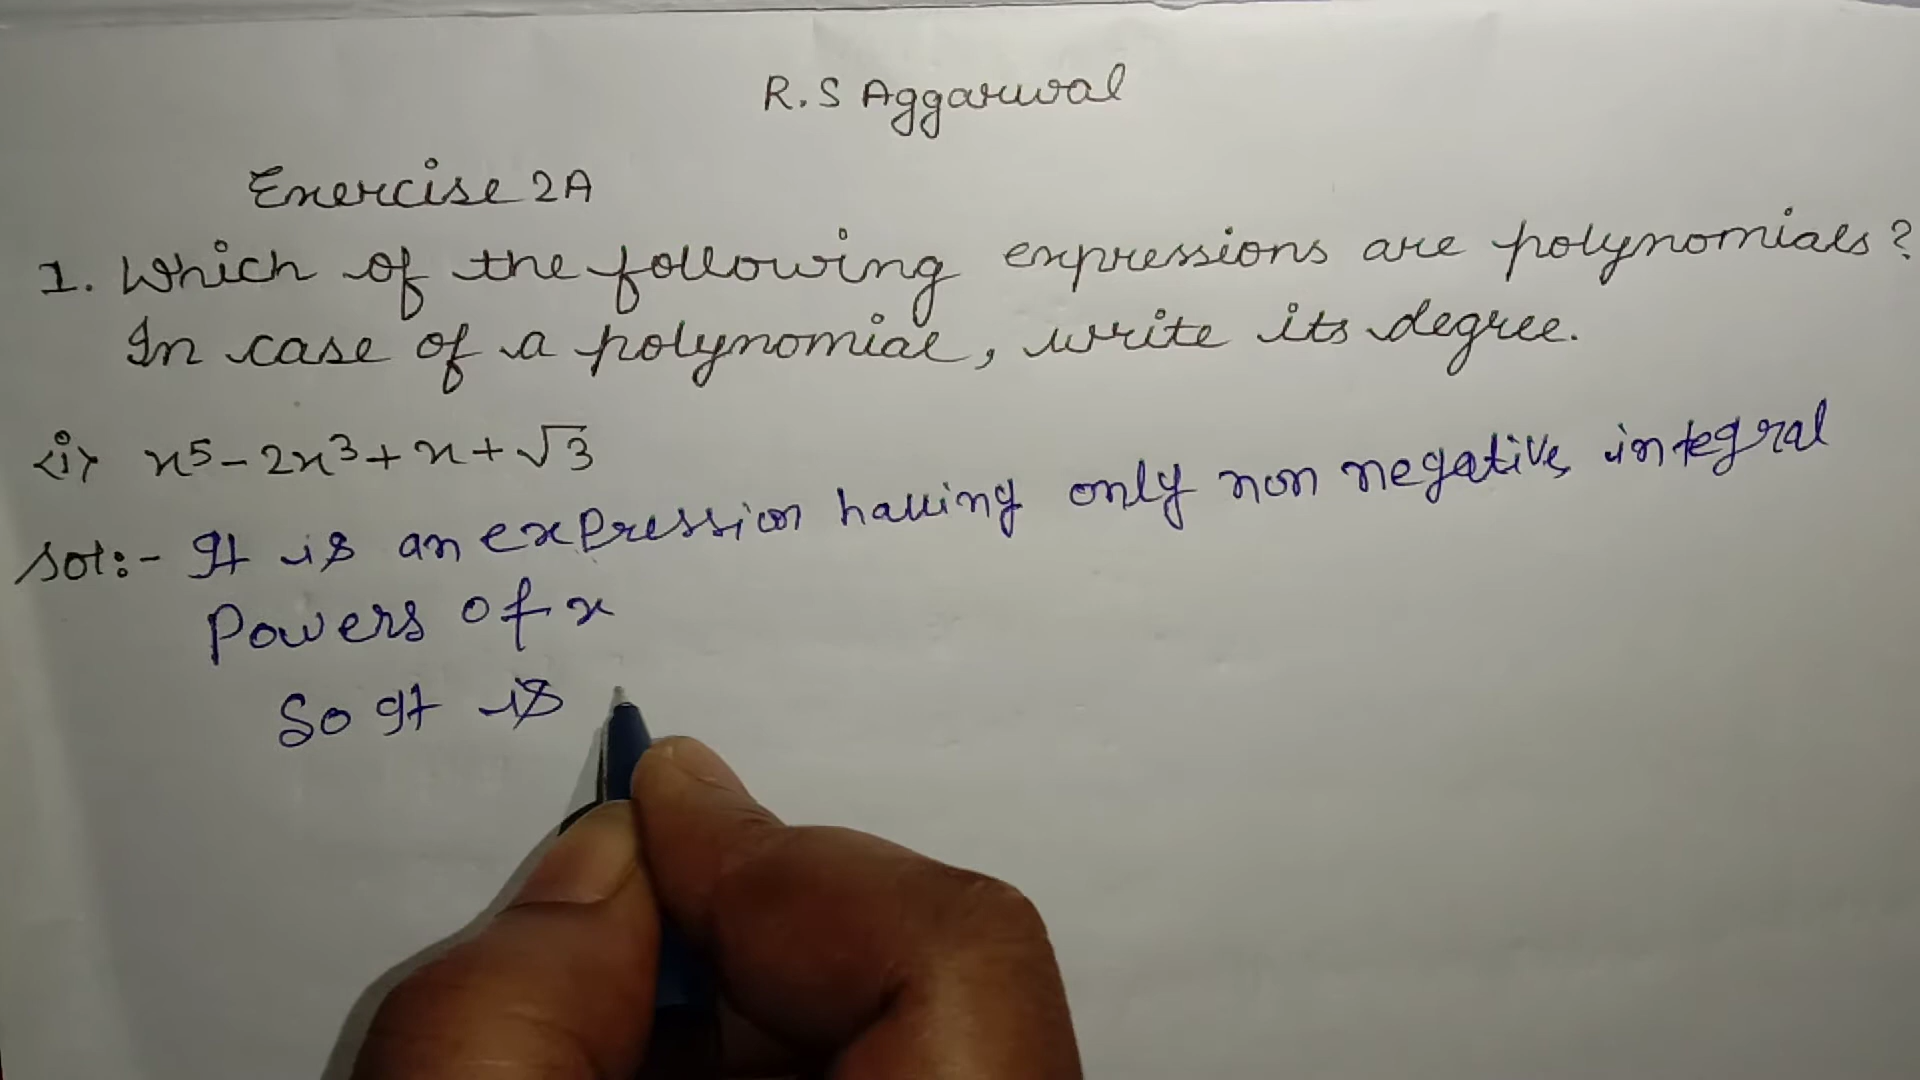 R.S Aggarwal
Exercise 2A
1. Which of the following expressions are polynomials?
In case of a polynomial, write its degree.
<i> x⁵ - 2x³ + x + √3
Sol:- It is an expression having only non negative integral
Powers of x
So It is